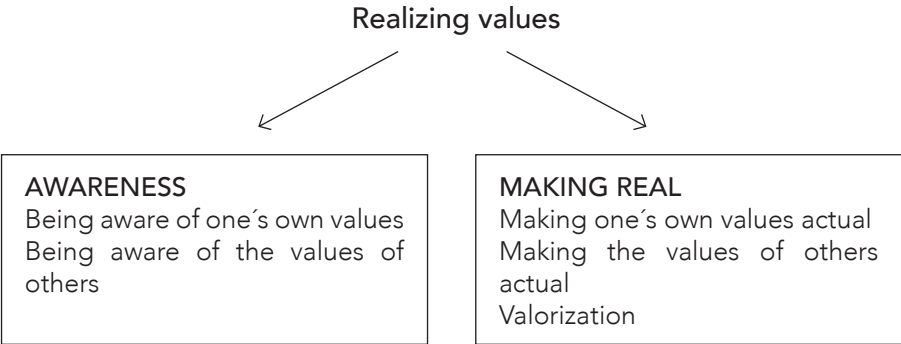 Realizing values
AWARENESS
Being aware of one´s own values
Being aware of the values of
others
MAKING REAL
Making one´s own values actual
Making the values of others
actual
Valorization